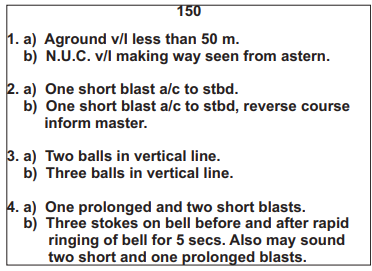 150
1. a) Aground v/l less than 50 m.
b) N.U.C. v/l making way seen from astern.
2. a) One short blast a/c to stbd.
b) One short blast a/c to stbd, reverse course
inform master.
3. a) Two balls in vertical line.
b) Three balls in vertical line.
4. a) One prolonged and two short blasts.
b) Three stokes on bell before and after rapid
ringing of bell for 5 secs. Also may sound
two short and one prolonged blasts.